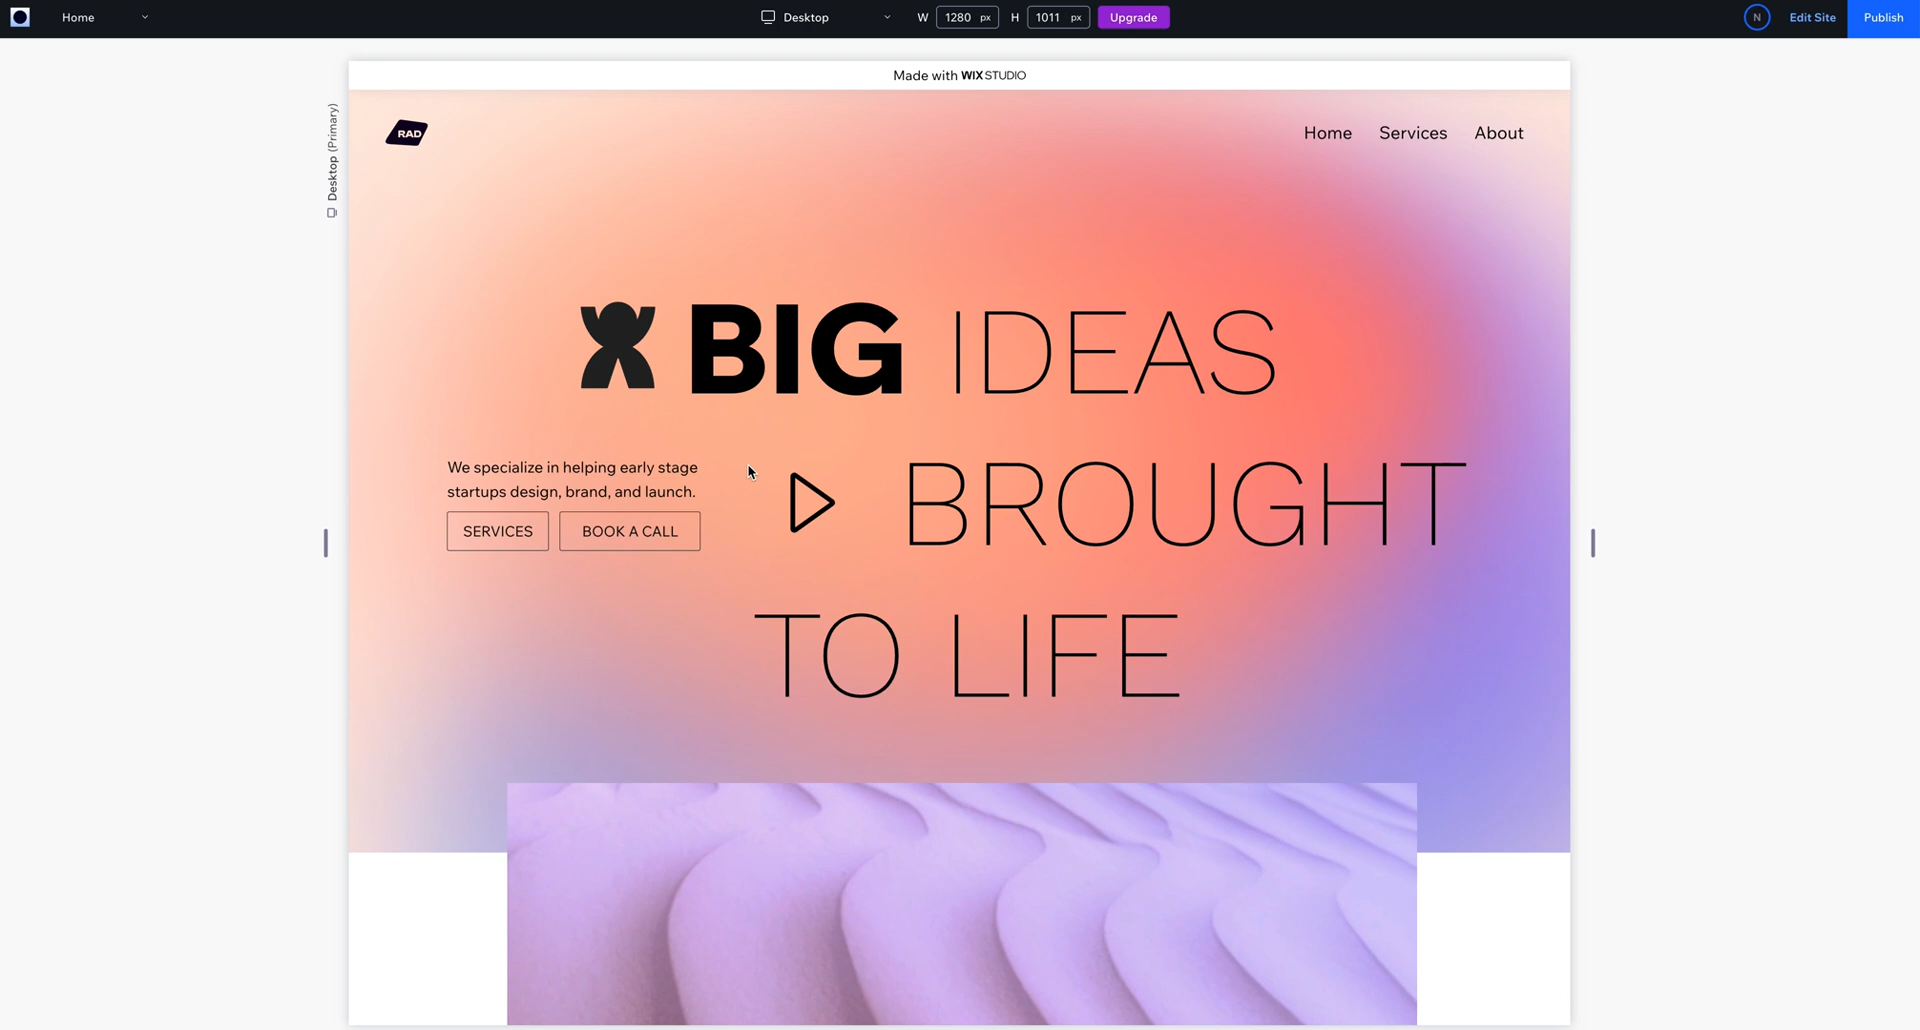 Home
Desktop
W 1280 px H 1011 px
Upgrade
N
Edit Site
Publish
Made with WIX STUDIO
Desktop (Primary)
RAD
Home Services About
BIG IDEAS
We specialize in helping early stage
startups design, brand, and launch.
SERVICES BOOK A CALL
BROUGHT
TO LIFE